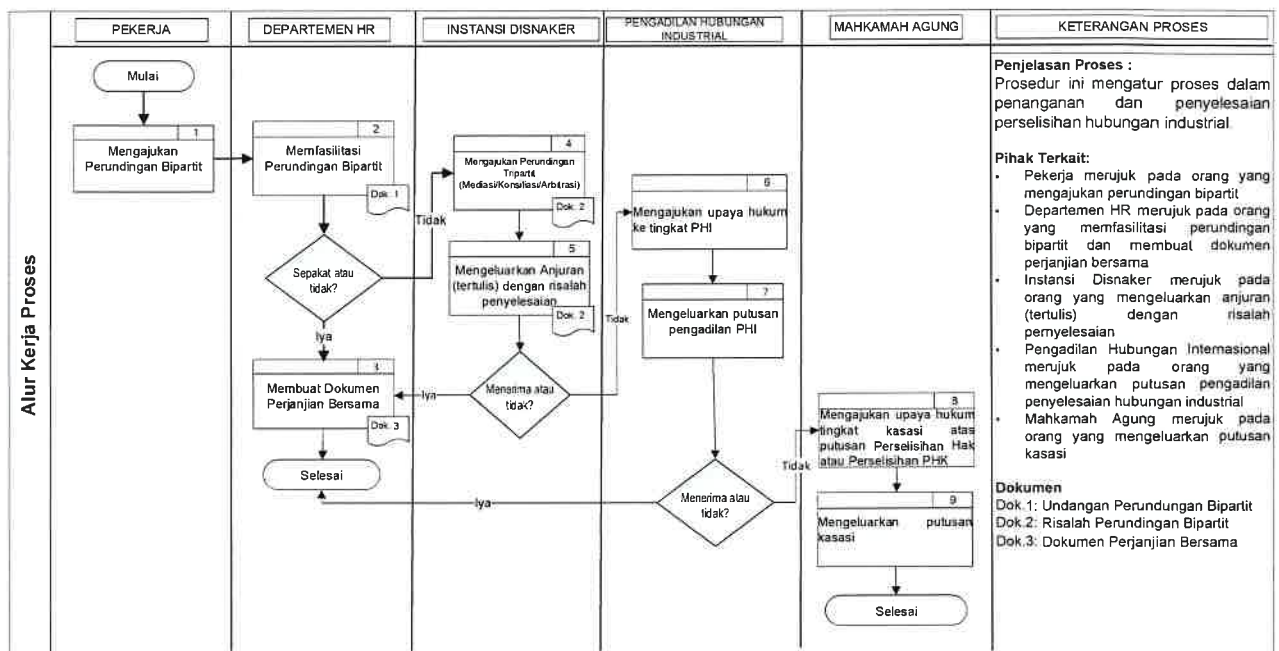 Alur Kerja Proses
PEKERJA
DEPARTEMEN HR
INSTANSI DISNAKER
PENGADILAN HUBUNGAN
INDUSTRIAL
MAHKAMAH AGUNG
KETERANGAN PROSES
Mulai
1
Mengajukan
Perundingan Bipartit
2
Memfasilitasi
Perundingan Bipartit
Dok. 1
Sepakat atau
tidak?
Tidak
Iya
3
Membuat Dokumen
Perjanjian Bersama
Dok. 3
Selesai
4
Mengajukan Perundingan
Tripartit
(Mediasi/Konsiliasi/Arbitrasi)
Dok. 2
5
Mengeluarkan Anjuran
(tertulis) dengan risalah
penyelesaian
Dok. 2
Menerima atau
tidak?
Iya
Tidak
6
Mengajukan upaya hukum
ke tingkat PHI
7
Mengeluarkan putusan
pengadilan PHI
Menerima atau
tidak?
Iya
Tidak
8
Mengajukan upaya hukum
tingkat kasasi atas
putusan Perselisihan Hak
atau Perselisihan PHK
9
Mengeluarkan putusan
kasasi
Selesai
Penjelasan Proses :
Prosedur ini mengatur proses dalam
penanganan dan penyelesaian
perselisihan hubungan industrial.
Pihak Terkait:
• Pekerja merujuk pada orang yang
mengajukan perundingan bipartit
• Departemen HR merujuk pada orang
yang memfasilitasi perundingan
bipartit dan membuat dokumen
perjanjian bersama
• Instansi Disnaker merujuk pada
orang yang mengeluarkan anjuran
(tertulis) dengan risalah
pemyelesaian
• Pengadilan Hubungan Internasional
merujuk pada orang yang
mengeluarkan putusan pengadilan
penyelesaian hubungan industrial
• Mahkamah Agung merujuk pada
orang yang mengeluarkan putusan
kasasi
Dokumen
Dok.1: Undangan Perundungan Bipartit
Dok.2: Risalah Perundingan Bipartit
Dok.3: Dokumen Perjanjian Bersama